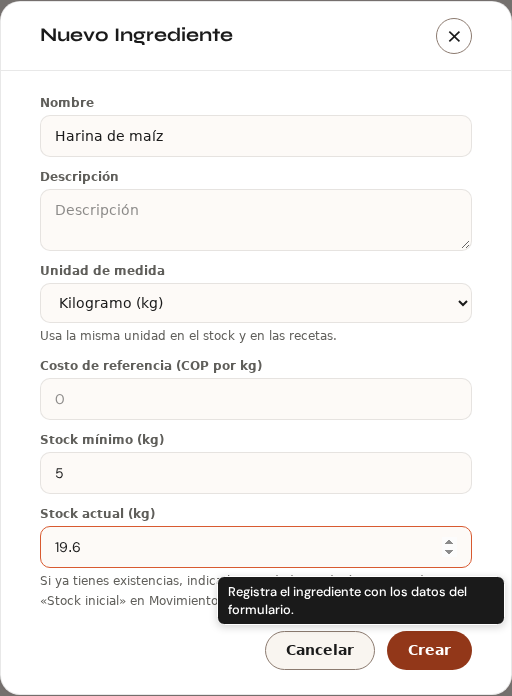 Nuevo Ingrediente
Nombre
Harina de maíz
Descripción
Descripción
Unidad de medida
Kilogramo (kg)
Usa la misma unidad en el stock y en las recetas.
Costo de referencia (COP por kg)
0
Stock mínimo (kg)
5
Stock actual (kg)
19.6
Si ya tienes existencias,
«Stock inicial» en
Registra el ingrediente con los datos del
formulario.
Cancelar
Crear